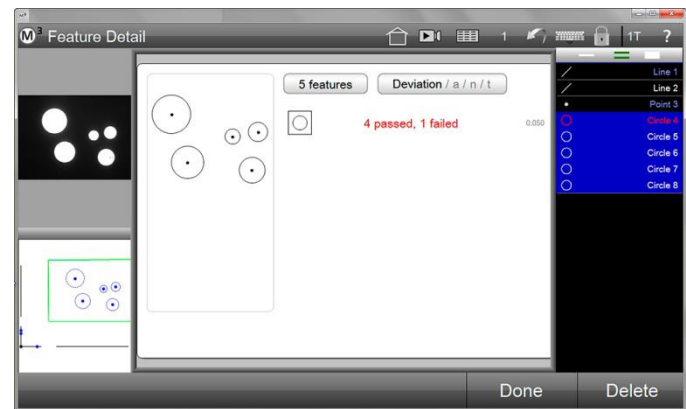 M3 Feature Detail
1
1T
?
5 features
Deviation / a / n / t
4 passed, 1 failed
0.050
Line 1
Line 2
Point 3
Circle 4
Circle 5
Circle 6
Circle 7
Circle 8
Done
Delete